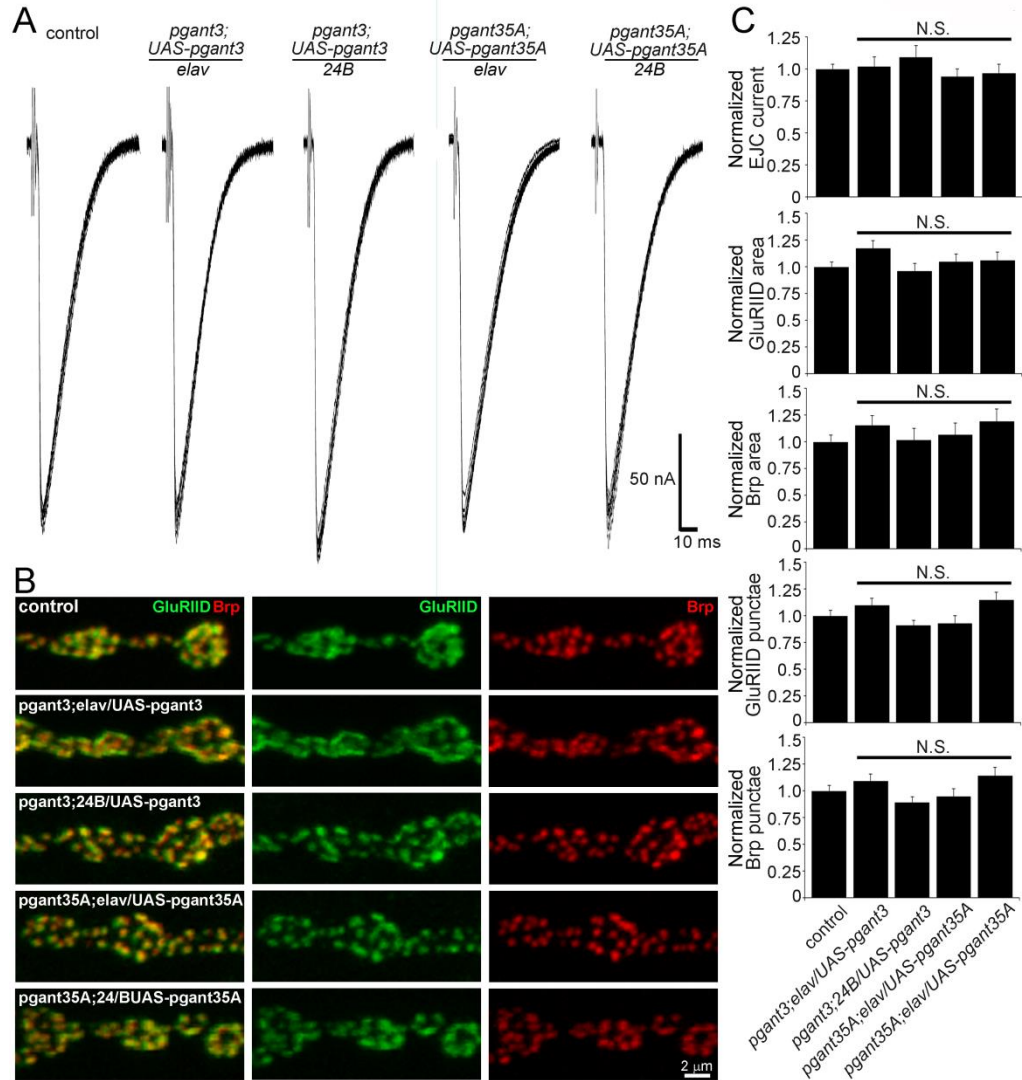 A
control
pgant3;
UAS-pgant3
elav
pgant3;
UAS-pgant3
24B
pgant35A;
UAS-pgant35A
elav
pgant35A;
UAS-pgant35A
24B
50 nA
10 ms
B
control
GluRIID Brp
GluRIID
Brp
pgant3;elav/UAS-pgant3
pgant3;24B/UAS-pgant3
pgant35A;elav/UAS-pgant35A
pgant35A;24/BUAS-pgant35A
2 μm
C
N.S.
Normalized
EJC current
1.25
1.0
0.75
0.5
0.25
0
N.S.
Normalized
GluRIID area
1.5
1.25
1.0
0.75
0.5
0.25
0
N.S.
Normalized
Brp area
1.5
1.25
1.0
0.75
0.5
0.25
0
N.S.
Normalized
GluRIID punctae
1.5
1.25
1.0
0.75
0.5
0.25
0
N.S.
Normalized
Brp punctae
1.5
1.25
1.0
0.75
0.5
0.25
0
control
pgant3;elav/UAS-pgant3
pgant3;24B/UAS-pgant3
pgant35A;elav/UAS-pgant35A
pgant35A;elav/UAS-pgant35A